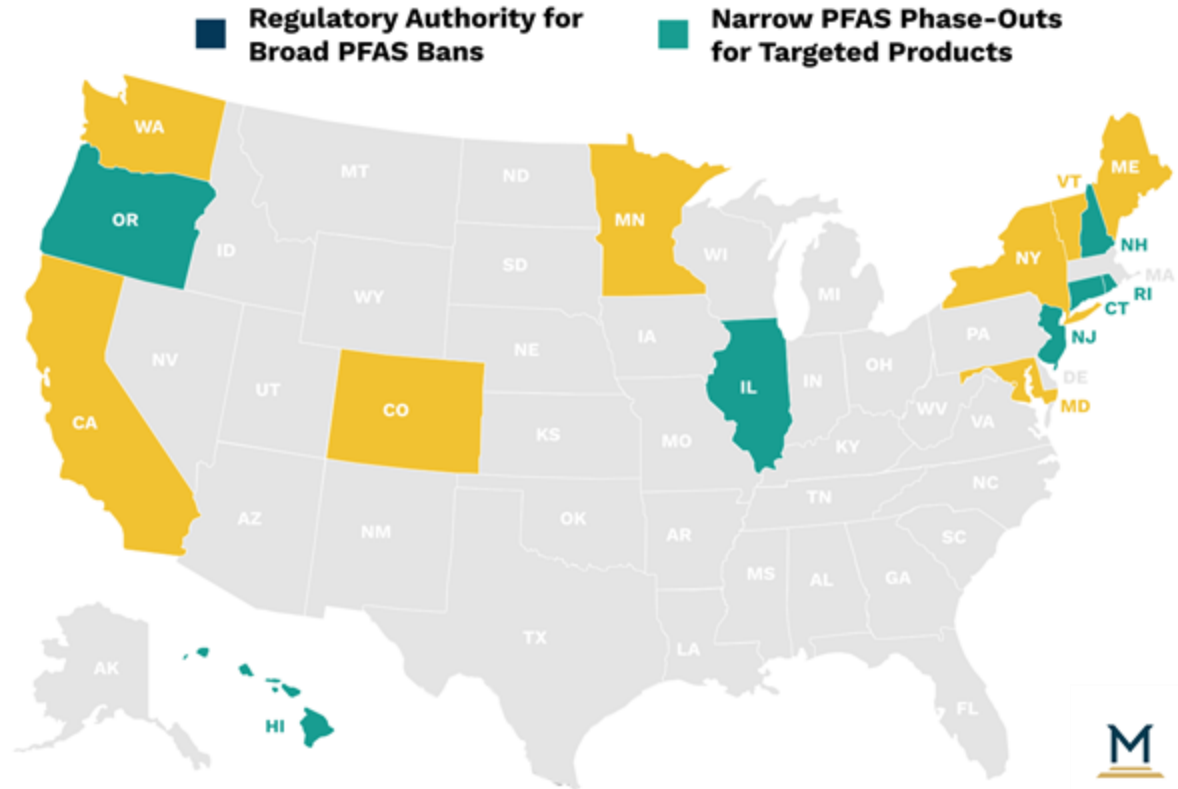 Regulatory Authority for
Broad PFAS Bans
Narrow PFAS Phase-Outs
for Targeted Products
WA
MT
ND
MN
ME
VT
OR
ID
SD
WI
NY
NH
MA
WY
MI
RI
CT
IA
PA
NJ
NV
NE
UT
IL
IN
OH
DE
CO
MD
CA
KS
MO
WV
VA
KY
AZ
NM
OK
TN
NC
AR
SC
MS
AL
GA
TX
LA
AK
FL
HI
M